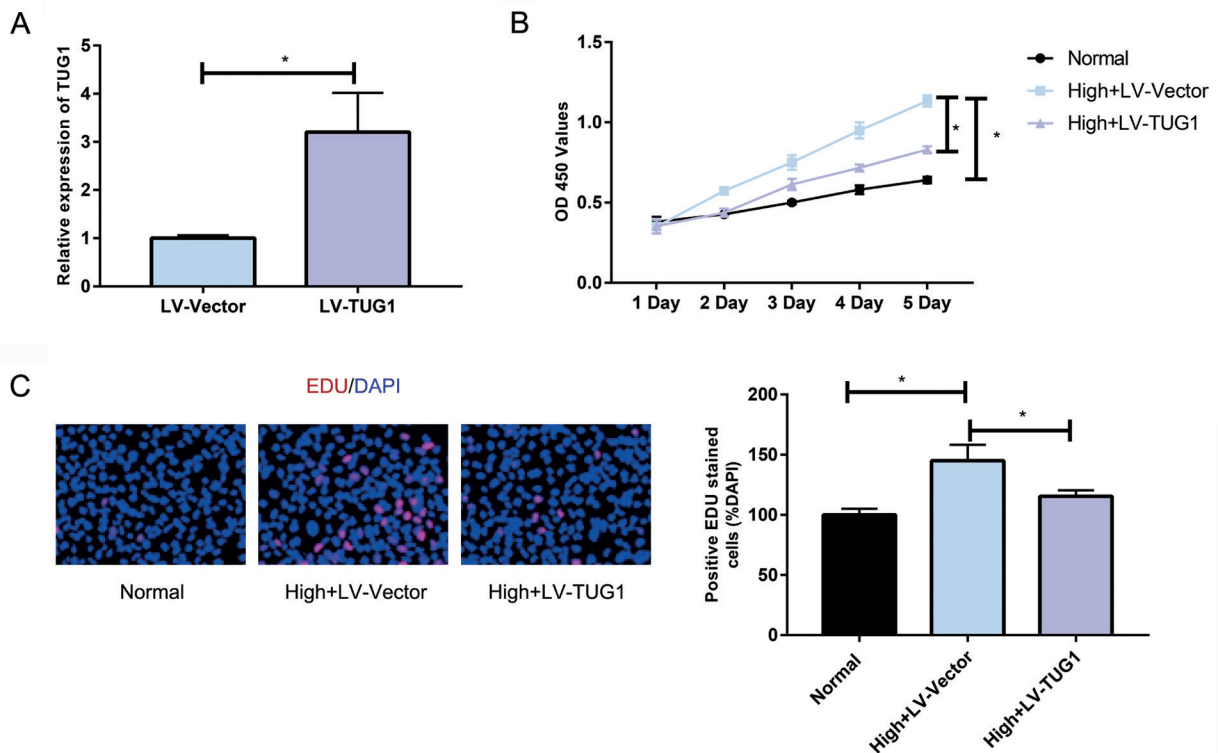 A
Relative expression of TUG1
5
4
3
2
1
0
*
LV-Vector
LV-TUG1
B
OD 450 Values
1.5
1.0
0.5
0.0
1 Day
2 Day
3 Day
4 Day
5 Day
*
*
Normal
High+LV-Vector
High+LV-TUG1
C
EDU/DAPI
Normal
High+LV-Vector
High+LV-TUG1
Positive EDU stained
cells (%DAPI)
200
150
100
50
0
*
*
Normal
High+LV-Vector
High+LV-TUG1